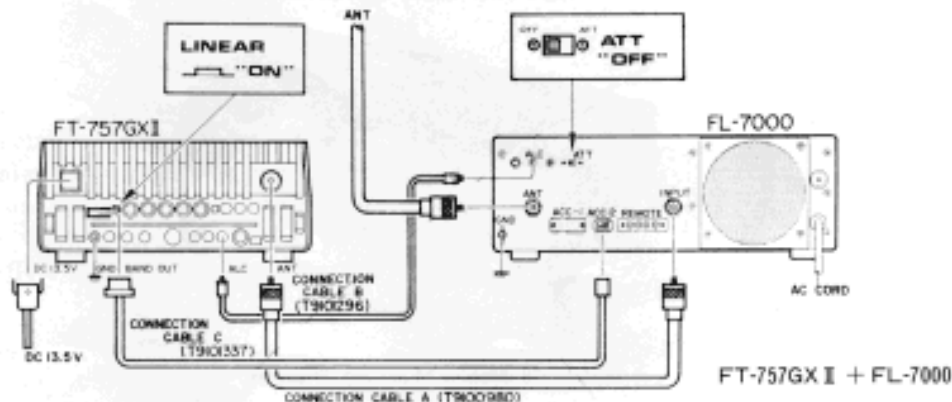 ANT
LINEAR
"ON"
OFF ATT
ATT
"OFF"
FT-757GXⅡ
FL-7000
ALC ATT
ANT
INPUT
GND
ACC-1 ACC-2 REMOTE
DC 13.5V
GND BAND OUT
ALC
ANT
CONNECTION
CABLE B
(T9101296)
AC CORD
CONNECTION
CABLE C
(T9101337)
DC 13.5V
FT-757GXⅡ + FL-7000
CONNECTION CABLE A (T9100980)